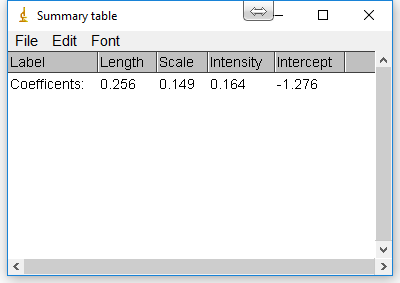 Summary table
File Edit Font
Label Length Scale Intensity Intercept
Coefficents: 0.256 0.149 0.164 -1.276